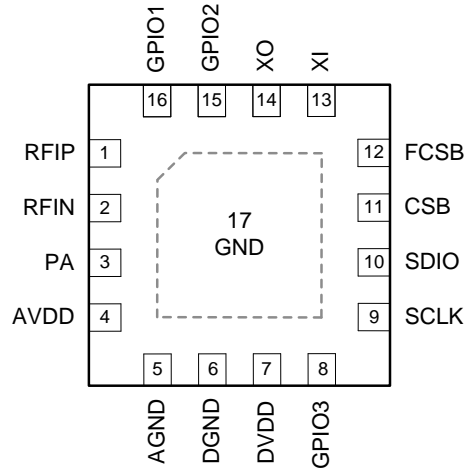 GPIO1
GPIO2
XO
XI
16
15
14
13
RFIP
1
12
FCSB
RFIN
2
17
11
CSB
GND
PA
3
10
SDIO
AVDD
4
9
SCLK
5
6
7
8
AGND
DGND
DVDD
GPIO3